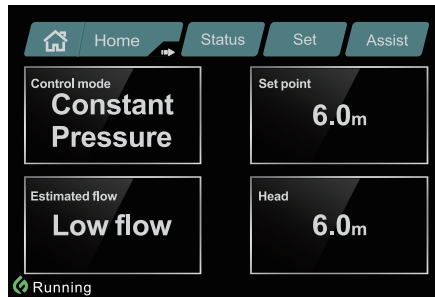 Home
Status
Set
Assist
Control mode
Constant
Pressure
Set point
6.0m
Estimated flow
Low flow
Head
6.0m
Running